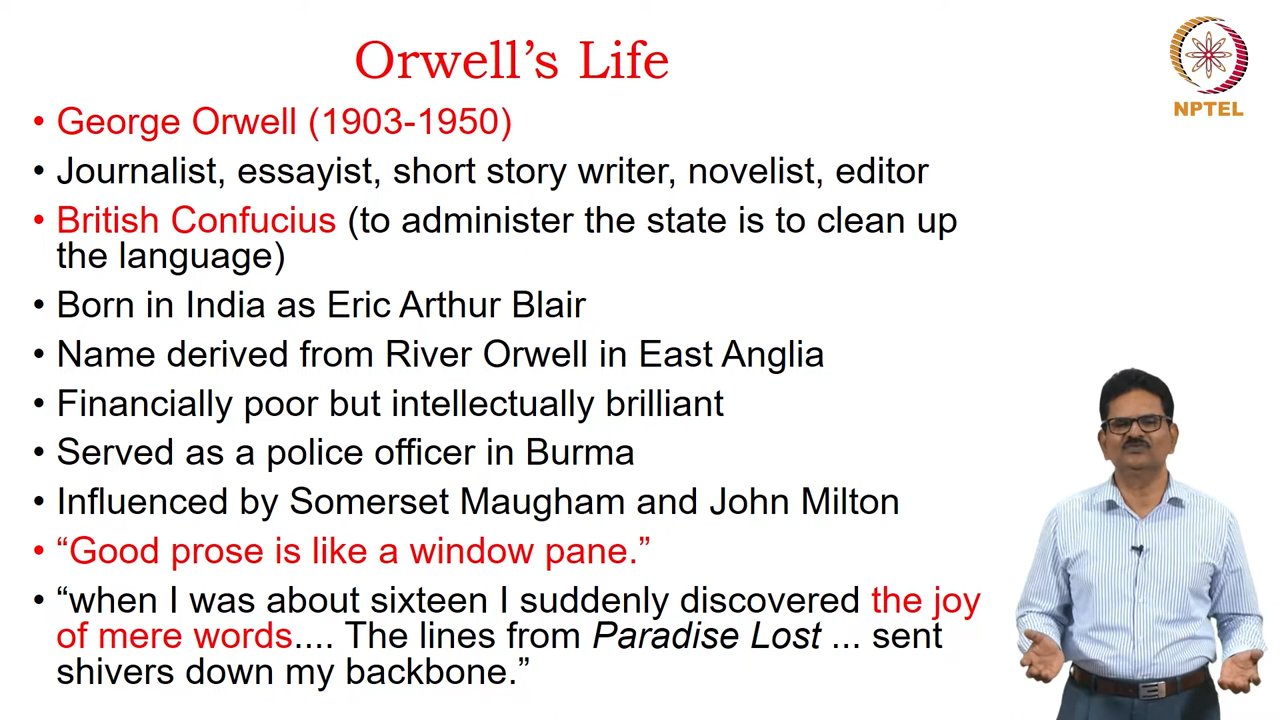 Orwell's Life
NPTEL
• George Orwell (1903-1950)
• Journalist, essayist, short story writer, novelist, editor
• British Confucius (to administer the state is to clean up
the language)
• Born in India as Eric Arthur Blair
• Name derived from River Orwell in East Anglia
• Financially poor but intellectually brilliant
• Served as a police officer in Burma
• Influenced by Somerset Maugham and John Milton
• “Good prose is like a window pane.”
• “when I was about sixteen I suddenly discovered the joy
of mere words.... The lines from Paradise Lost ... sent
shivers down my backbone.”